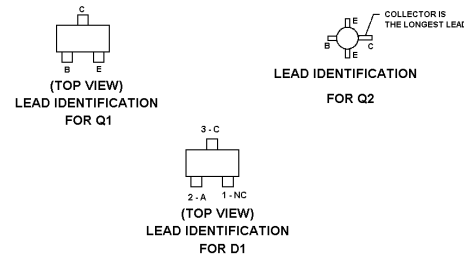 C
B E
(TOP VIEW)
LEAD IDENTIFICATION
FOR Q1
E
B C
E
COLLECTOR IS
THE LONGEST LEAD
LEAD IDENTIFICATION
FOR Q2
3 - C
2 - A 1 - NC
(TOP VIEW)
LEAD IDENTIFICATION
FOR D1